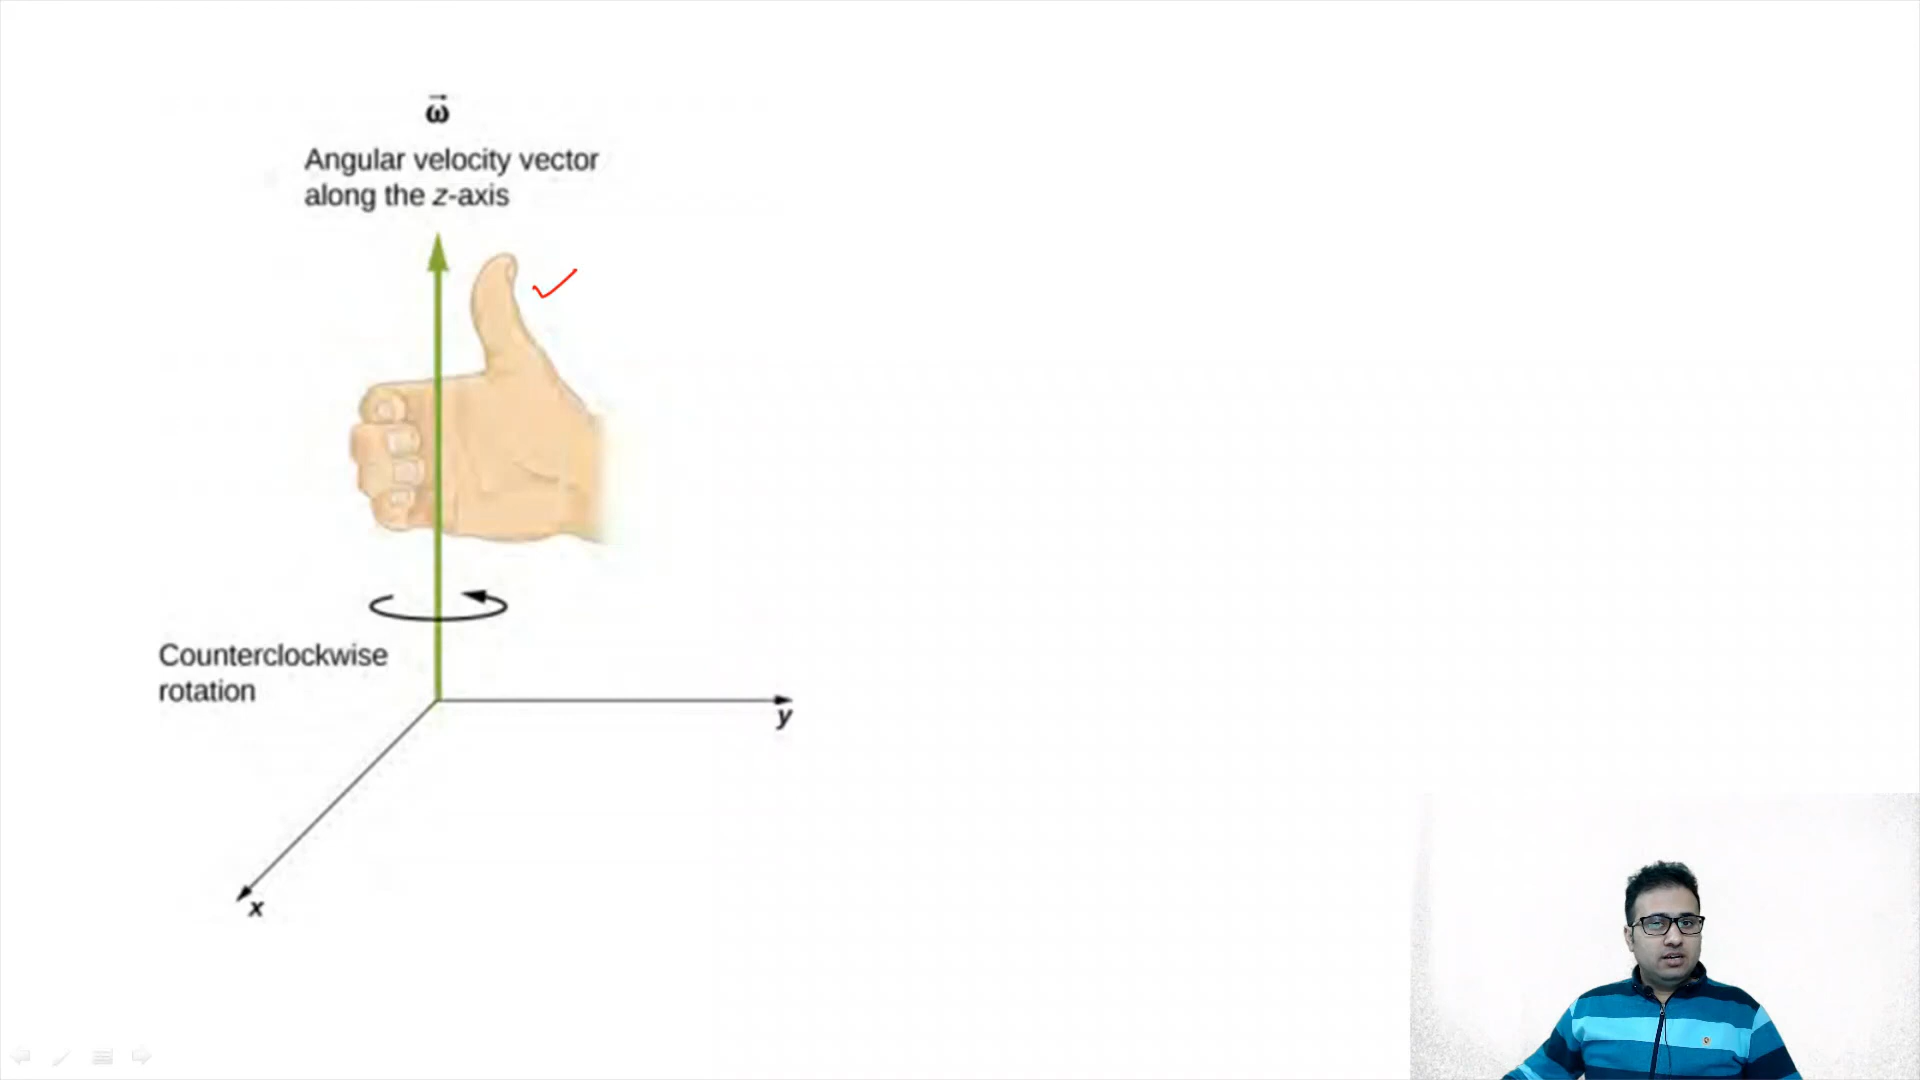 ω⃗
Angular velocity vector
along the z-axis
Counterclockwise
rotation
y
x